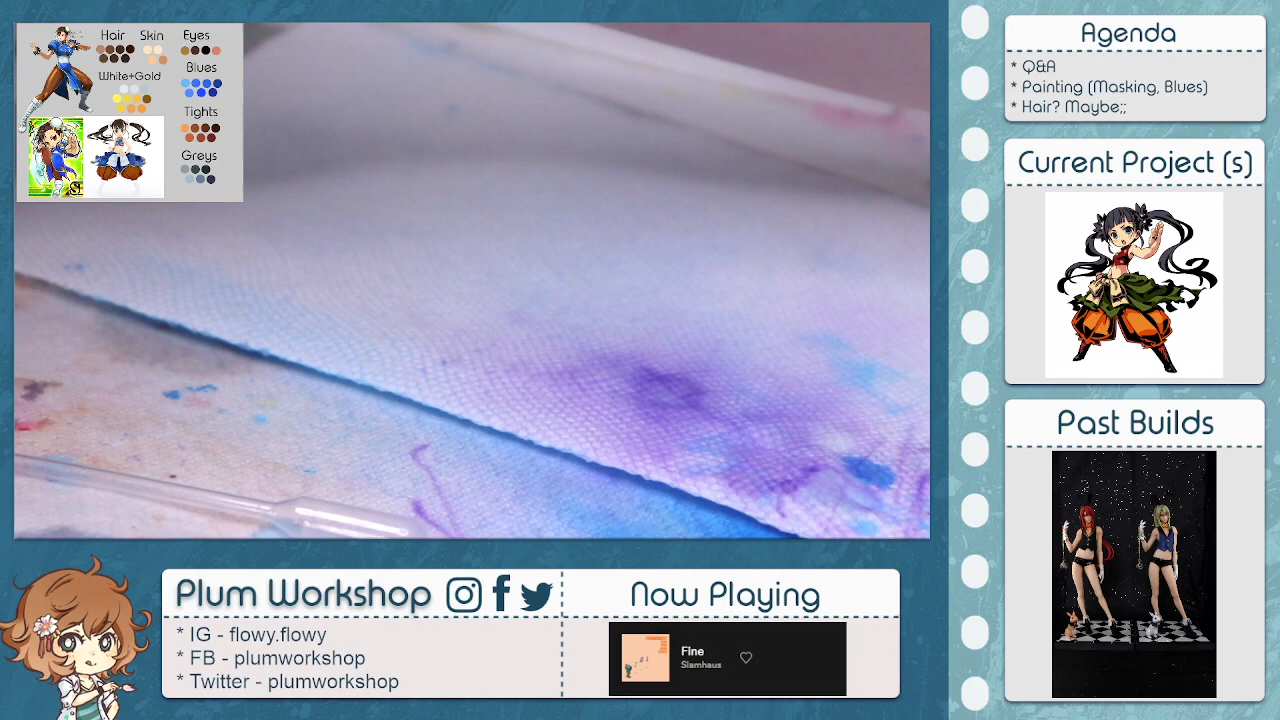 Hair Skin Eyes
White+Gold
Blues
Tights
Greys
Agenda
* Q&A
* Painting (Masking, Blues)
* Hair? Maybe;;
Current Project (s)
Past Builds
Plum Workshop
* IG - flowy.flowy
* FB - plumworkshop
* Twitter - plumworkshop
Now Playing
FIne
Slamhaus